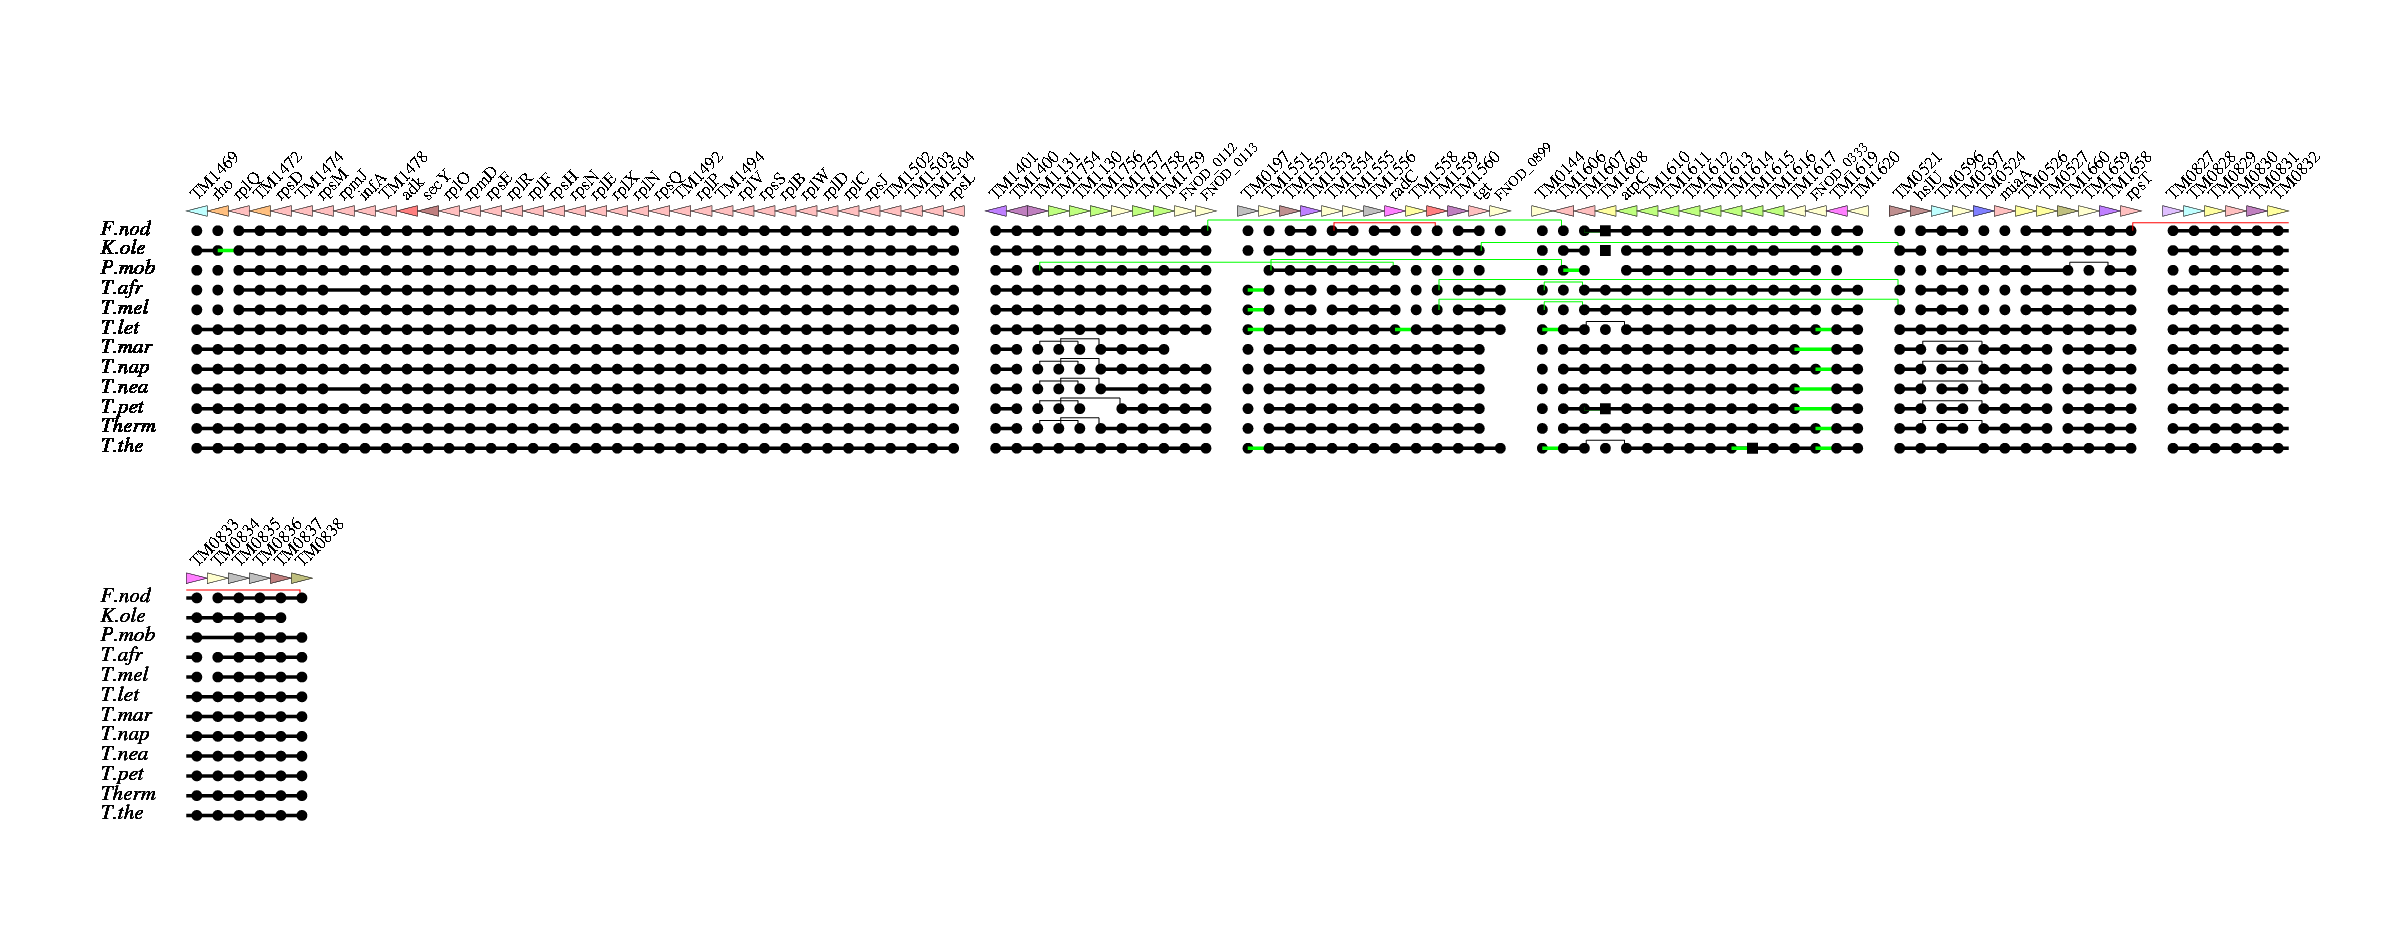 TM1469
rho
rplQ
TM1472
rpsD
TM1474
rpsM
rpmJ
infA
TM1478
adk
secY
rplO
rpmD
rpsE
rplR
rplF
rpsH
rpsN
rplE
rplX
rplN
rpsQ
TM1492
rplP
TM1494
rplV
rpsS
rplB
rplW
rplD
rplC
rpsJ
TM1502
TM1503
TM1504
rpsL
TM1401
TM1400
TM1131
TM1754
TM1130
TM1756
TM1757
TM1758
TM1759
FNOD_0112
FNOD_0113
TM0197
TM1551
TM1552
TM1553
TM1554
TM1555
TM1556
radC
TM1558
TM1559
TM1560
tgt
FNOD_0899
TM0144
TM1606
TM1607
TM1608
atpC
TM1610
TM1611
TM1612
TM1613
TM1614
TM1615
TM1616
TM1617
FNOD_0333
TM1619
TM1620
TM0521
hslU
TM0596
TM0597
TM0524
miaA
TM0526
TM0527
TM1660
TM1659
TM1658
rpsT
TM0827
TM0828
TM0829
TM0830
TM0831
TM0832
F.nod
K.ole
P.mob
T.afr
T.mel
T.let
T.mar
T.nap
T.nea
T.pet
Therm
T.the
TM0833
TM0834
TM0835
TM0836
TM0837
TM0838
F.nod
K.ole
P.mob
T.afr
T.mel
T.let
T.mar
T.nap
T.nea
T.pet
Therm
T.the